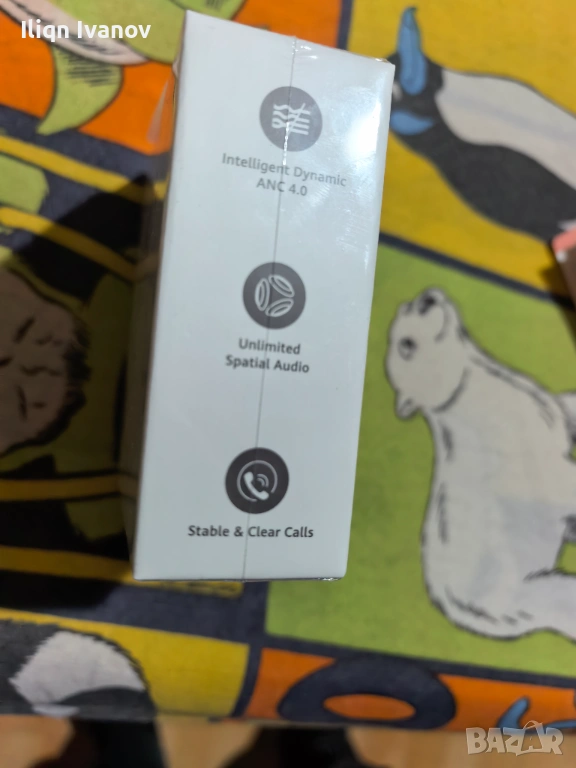 Iliqn Ivanov
Intelligent Dynamic
ANC 4.0
Unlimited
Spatial Audio
Stable & Clear Calls
BAZAR